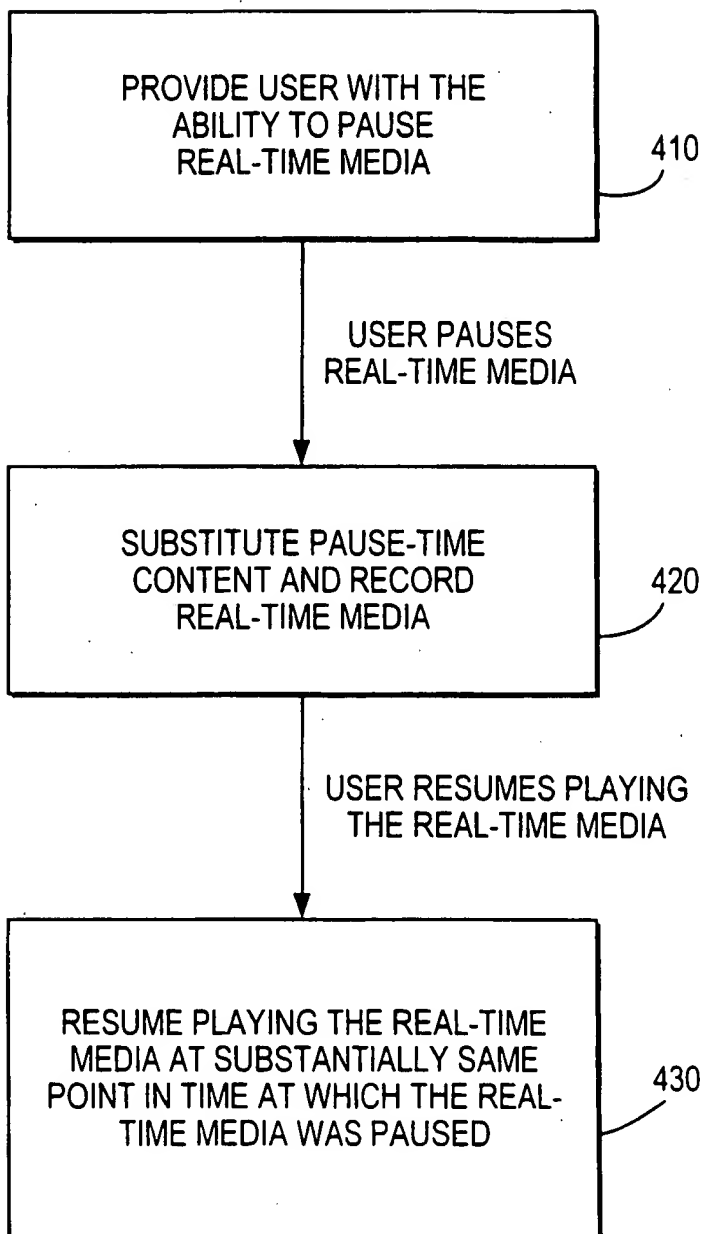 PROVIDE USER WITH THE
ABILITY TO PAUSE
REAL-TIME MEDIA
410
USER PAUSES
REAL-TIME MEDIA
SUBSTITUTE PAUSE-TIME
CONTENT AND RECORD
REAL-TIME MEDIA
420
USER RESUMES PLAYING
THE REAL-TIME MEDIA
RESUME PLAYING THE REAL-TIME
MEDIA AT SUBSTANTIALLY SAME
POINT IN TIME AT WHICH THE REAL-
TIME MEDIA WAS PAUSED
430